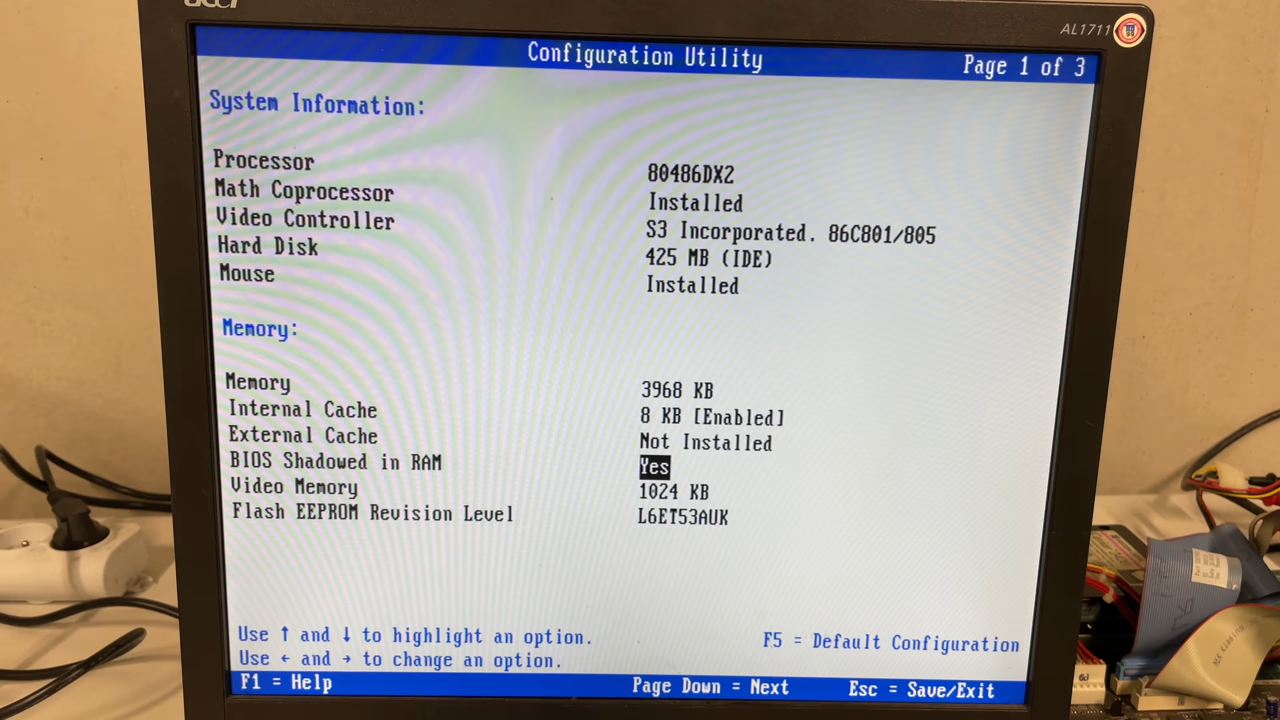 acer
AL1711
Configuration Utility Page 1 of 3
System Information:
Processor 80486DX2
Math Coprocessor Installed
Video Controller S3 Incorporated. 86C801/805
Hard Disk 425 MB (IDE)
Mouse Installed
Memory:
Memory 3968 KB
Internal Cache 8 KB [Enabled]
External Cache Not Installed
BIOS Shadowed in RAM Yes
Video Memory 1024 KB
Flash EEPROM Revision Level L6ET53AUK
Use ↑ and ↓ to highlight an option. F5 = Default Configuration
Use ← and → to change an option.
F1 = Help Page Down = Next Esc = Save/Exit